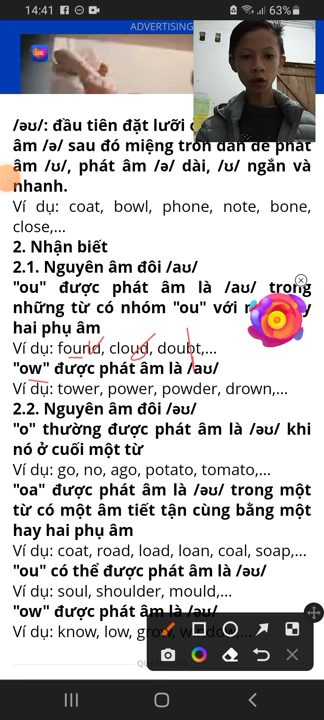 14:41
63%
ADVERTISING
/əʊ/: đầu tiên đặt lưỡi
âm /ə/ sau đó miệng tròn dần để phát
âm /ʊ/, phát âm /ə/ dài, /ʊ/ ngắn và
nhanh.
Ví dụ: coat, bowl, phone, note, bone,
close,...
2. Nhận biết
2.1. Nguyên âm đôi /aʊ/
"ou" được phát âm là /aʊ/ trong
những từ có nhóm "ou" với
hai phụ âm
Ví dụ: found, cloud, doubt,...
"ow" được phát âm là /aʊ/
Ví dụ: tower, power, powder, drown,...
2.2. Nguyên âm đôi /əʊ/
"o" thường được phát âm là /əʊ/ khi
nó ở cuối một từ
Ví dụ: go, no, ago, potato, tomato,...
"oa" được phát âm là /əʊ/ trong một
từ có một âm tiết tận cùng bằng một
hay hai phụ âm
Ví dụ: coat, road, load, loan, coal, soap,...
"ou" có thể được phát âm là /əʊ/
Ví dụ: soul, shoulder, mould,...
"ow" được phát âm là /əʊ/
Ví dụ: know, low,